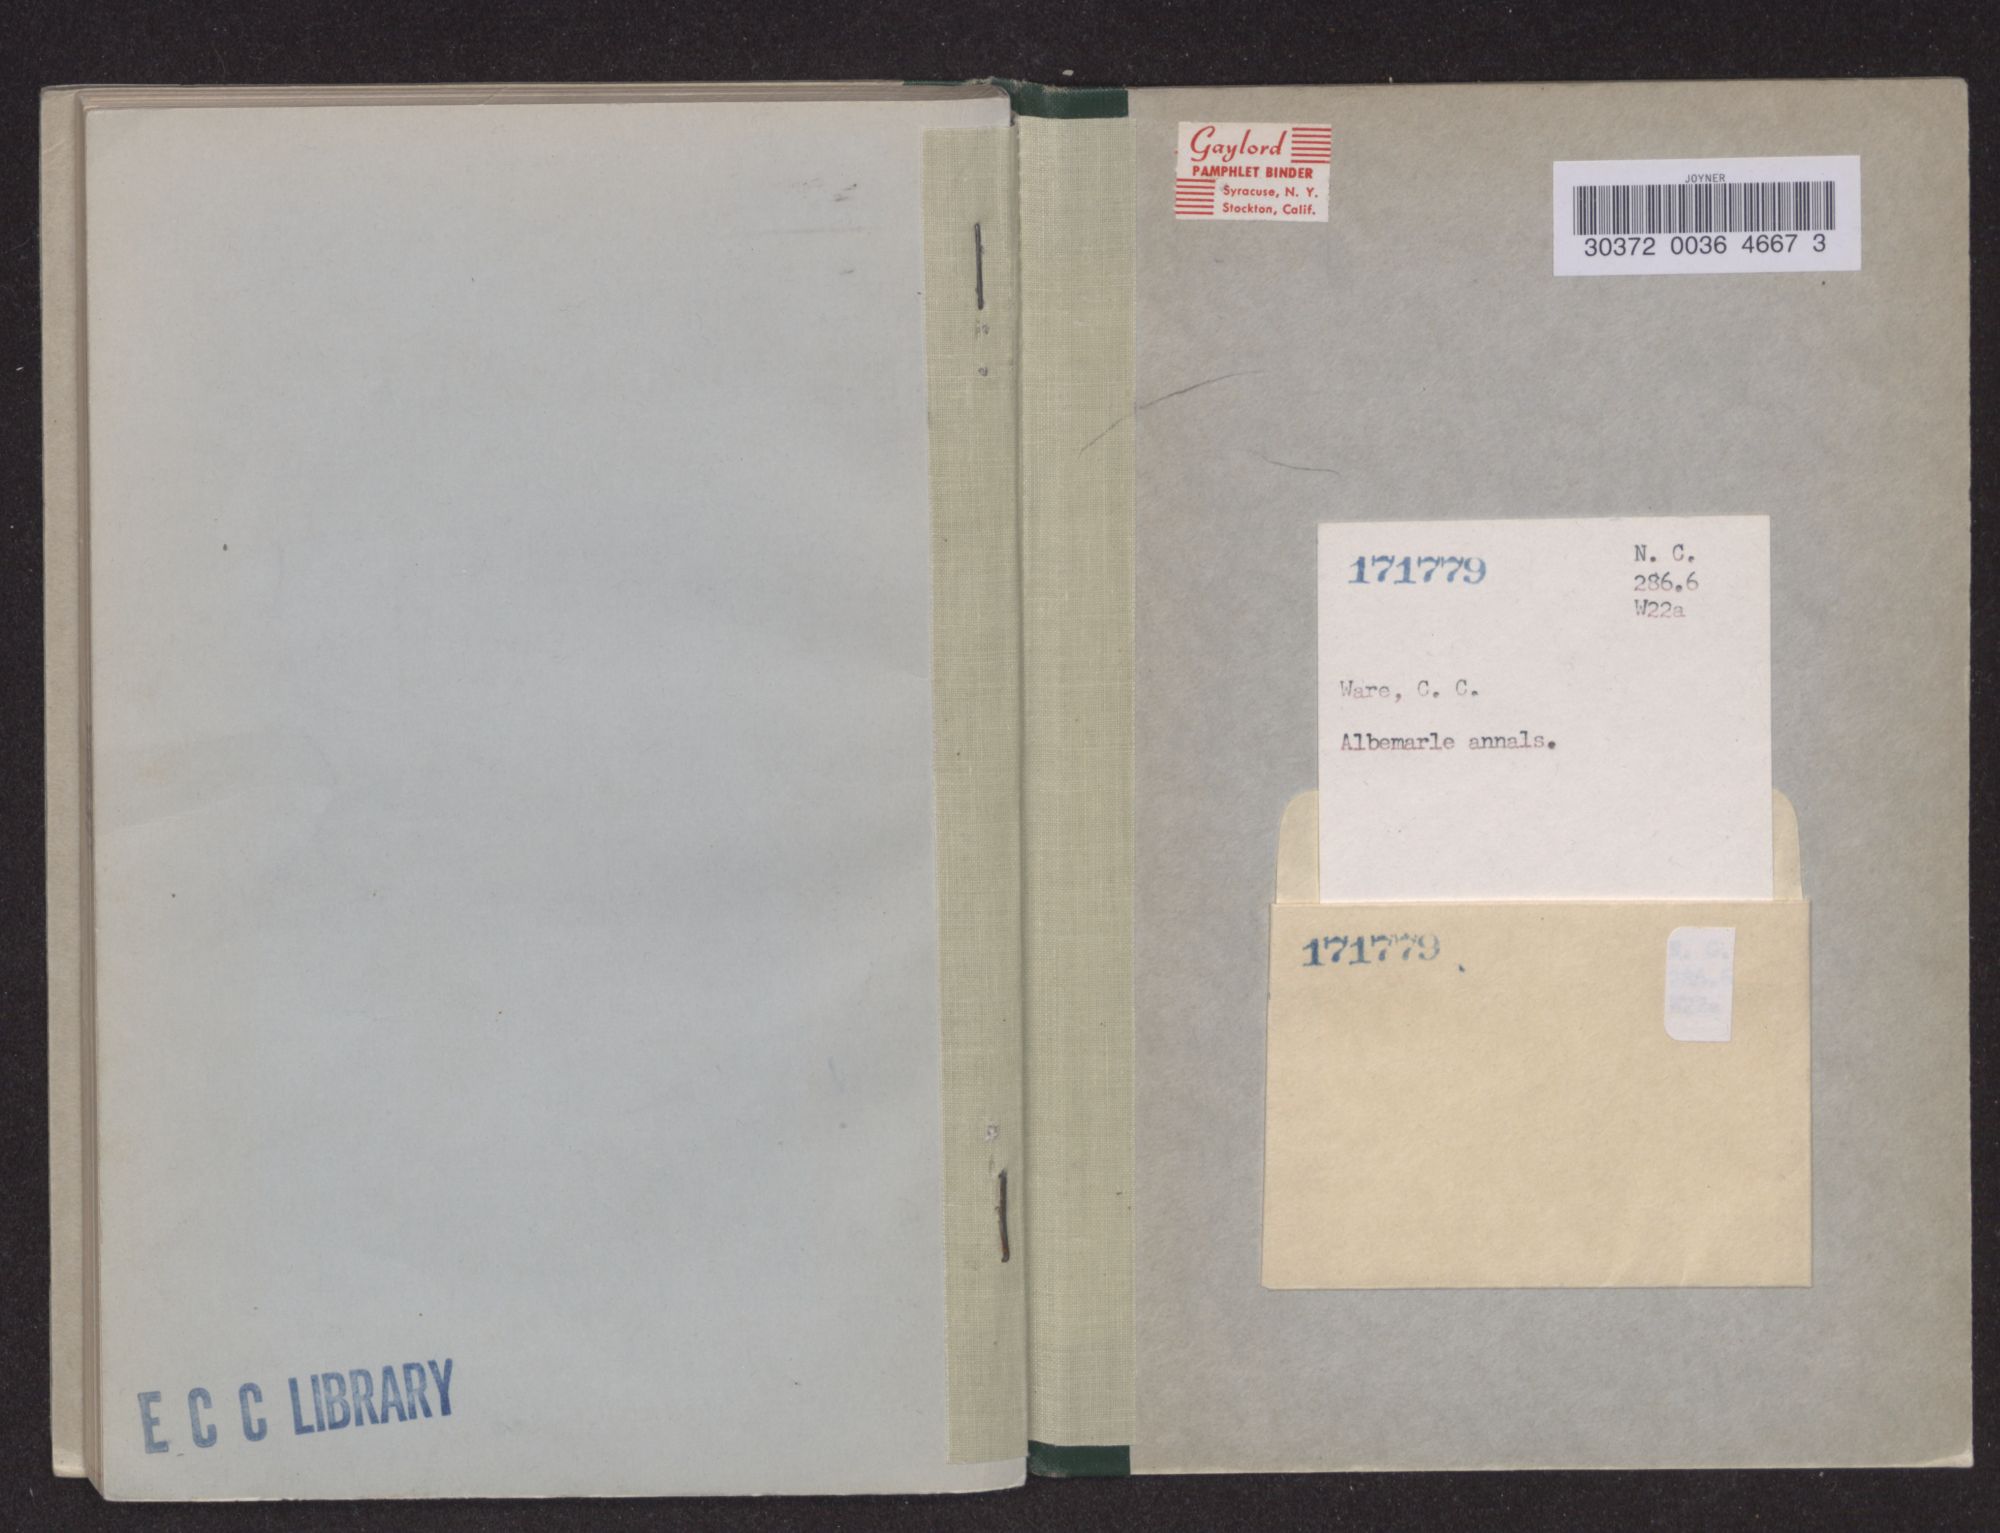 Gaylord
PAMPHLET BINDER
Syracuse, N. Y.
Stockton, Calif.
JOYNER
30372 0036 4667 3
171779
N. C.
286.6
W22a
Ware, C. C.
Albemarle annals.
171779
E C C LIBRARY